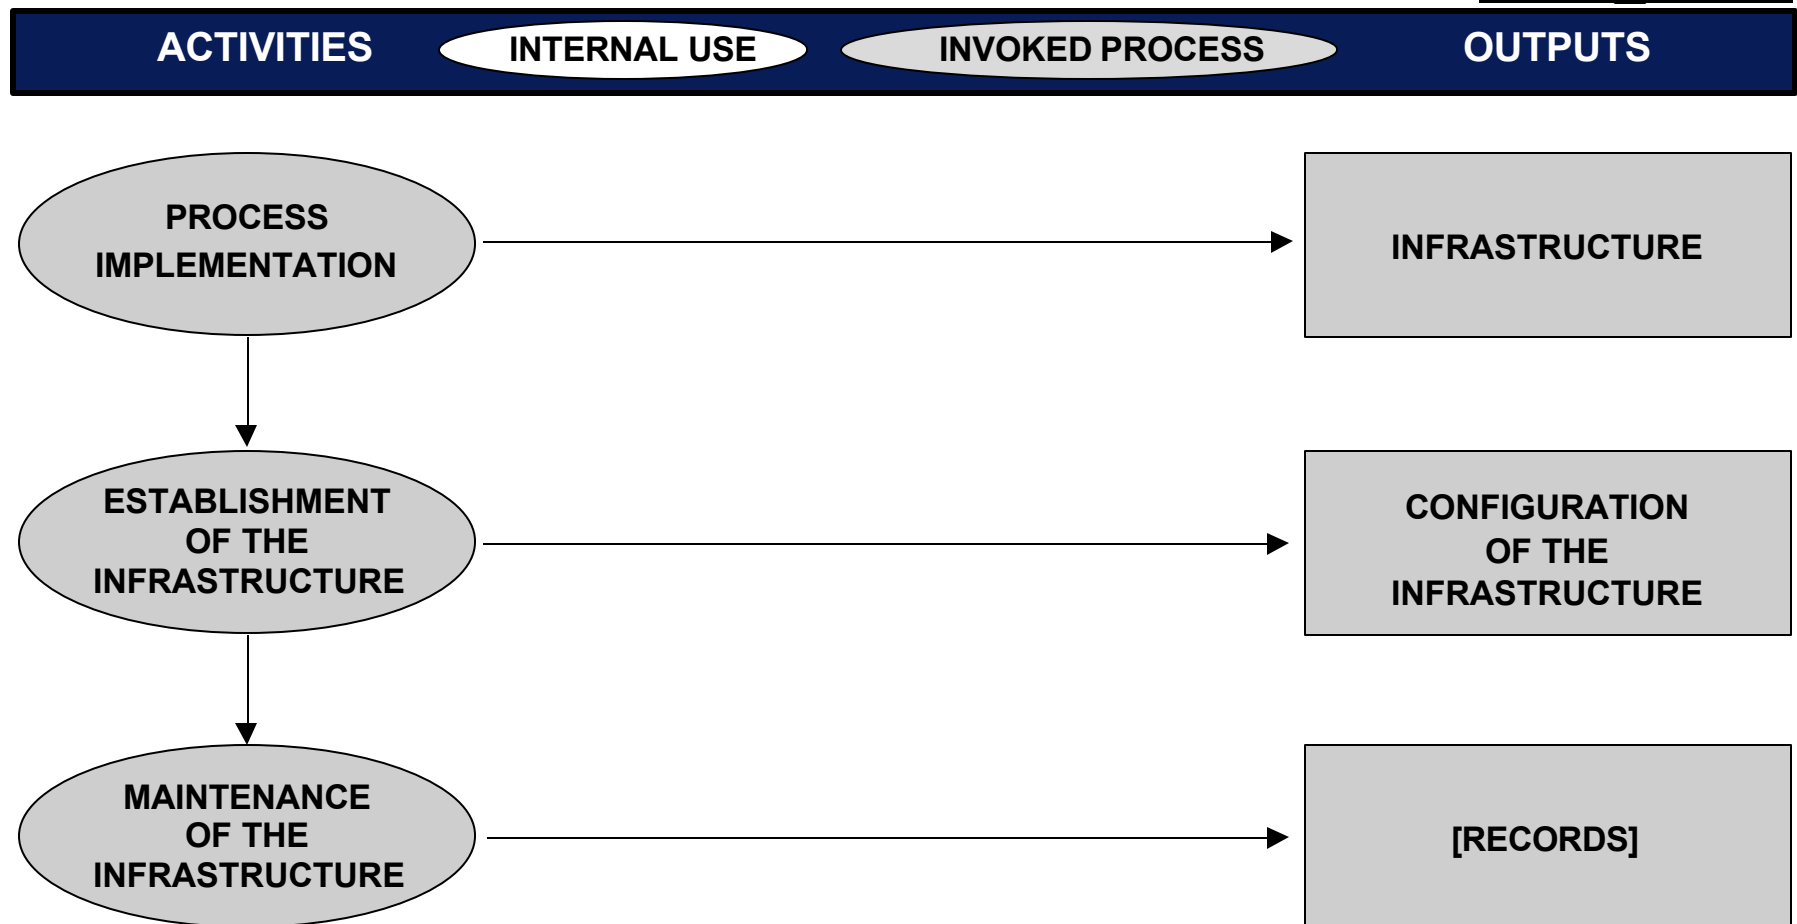 ACTIVITIES INTERNAL USE INVOKED PROCESS OUTPUTS
PROCESS
IMPLEMENTATION
INFRASTRUCTURE
ESTABLISHMENT
OF THE
INFRASTRUCTURE
CONFIGURATION
OF THE
INFRASTRUCTURE
MAINTENANCE
OF THE
INFRASTRUCTURE
[RECORDS]